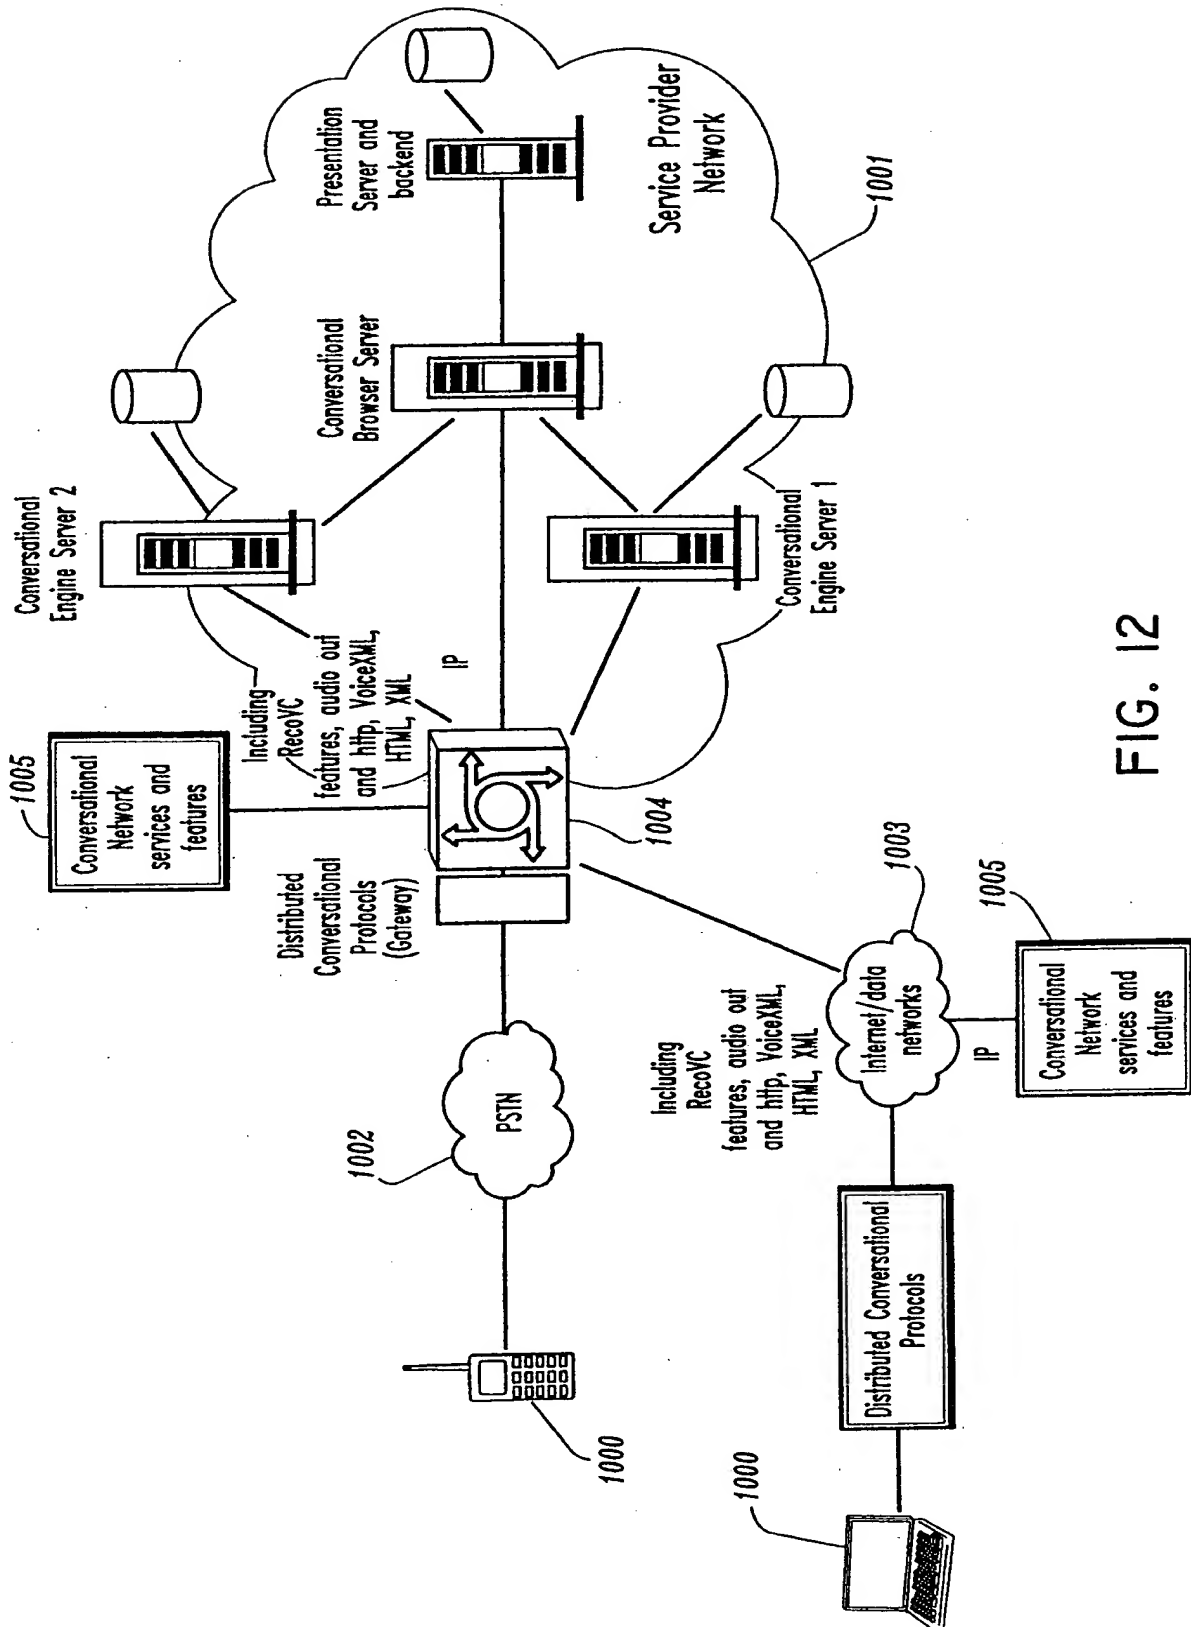 Conversational
Engine Server 2
Presentation
Server and
backend
Conversational
Browser Server
Service Provider
Network
1001
Conversational
Engine Server 1
1005
Conversational
Network
services and
features
Including
RecoVC
features, audio out
and http, VoiceXML,
HTML, XML
IP
Distributed
Conversational
Protocols
(Gateway)
1004
1002
PSTN
1000
Including
RecoVC
features, audio out
and http, VoiceXML,
HTML, XML
Internet/data
networks
1003
IP
1005
Conversational
Network
services and
features
Distributed Conversational
Protocols
1000
FIG. 12